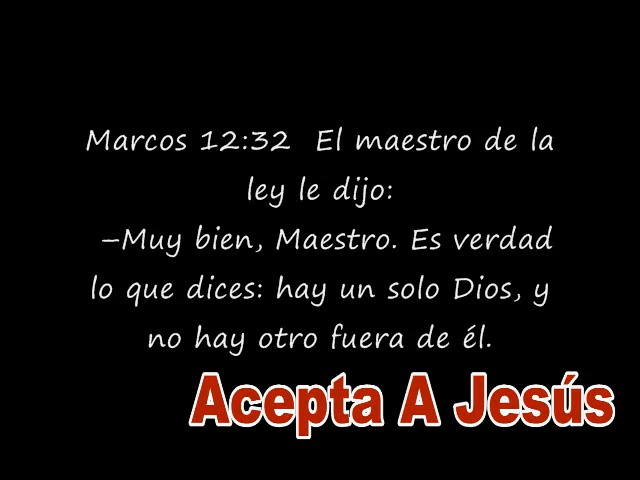 Marcos 12:32  El maestro de la
ley le dijo:
–Muy bien, Maestro. Es verdad
lo que dices: hay un solo Dios, y
no hay otro fuera de él.
Acepta A Jesús